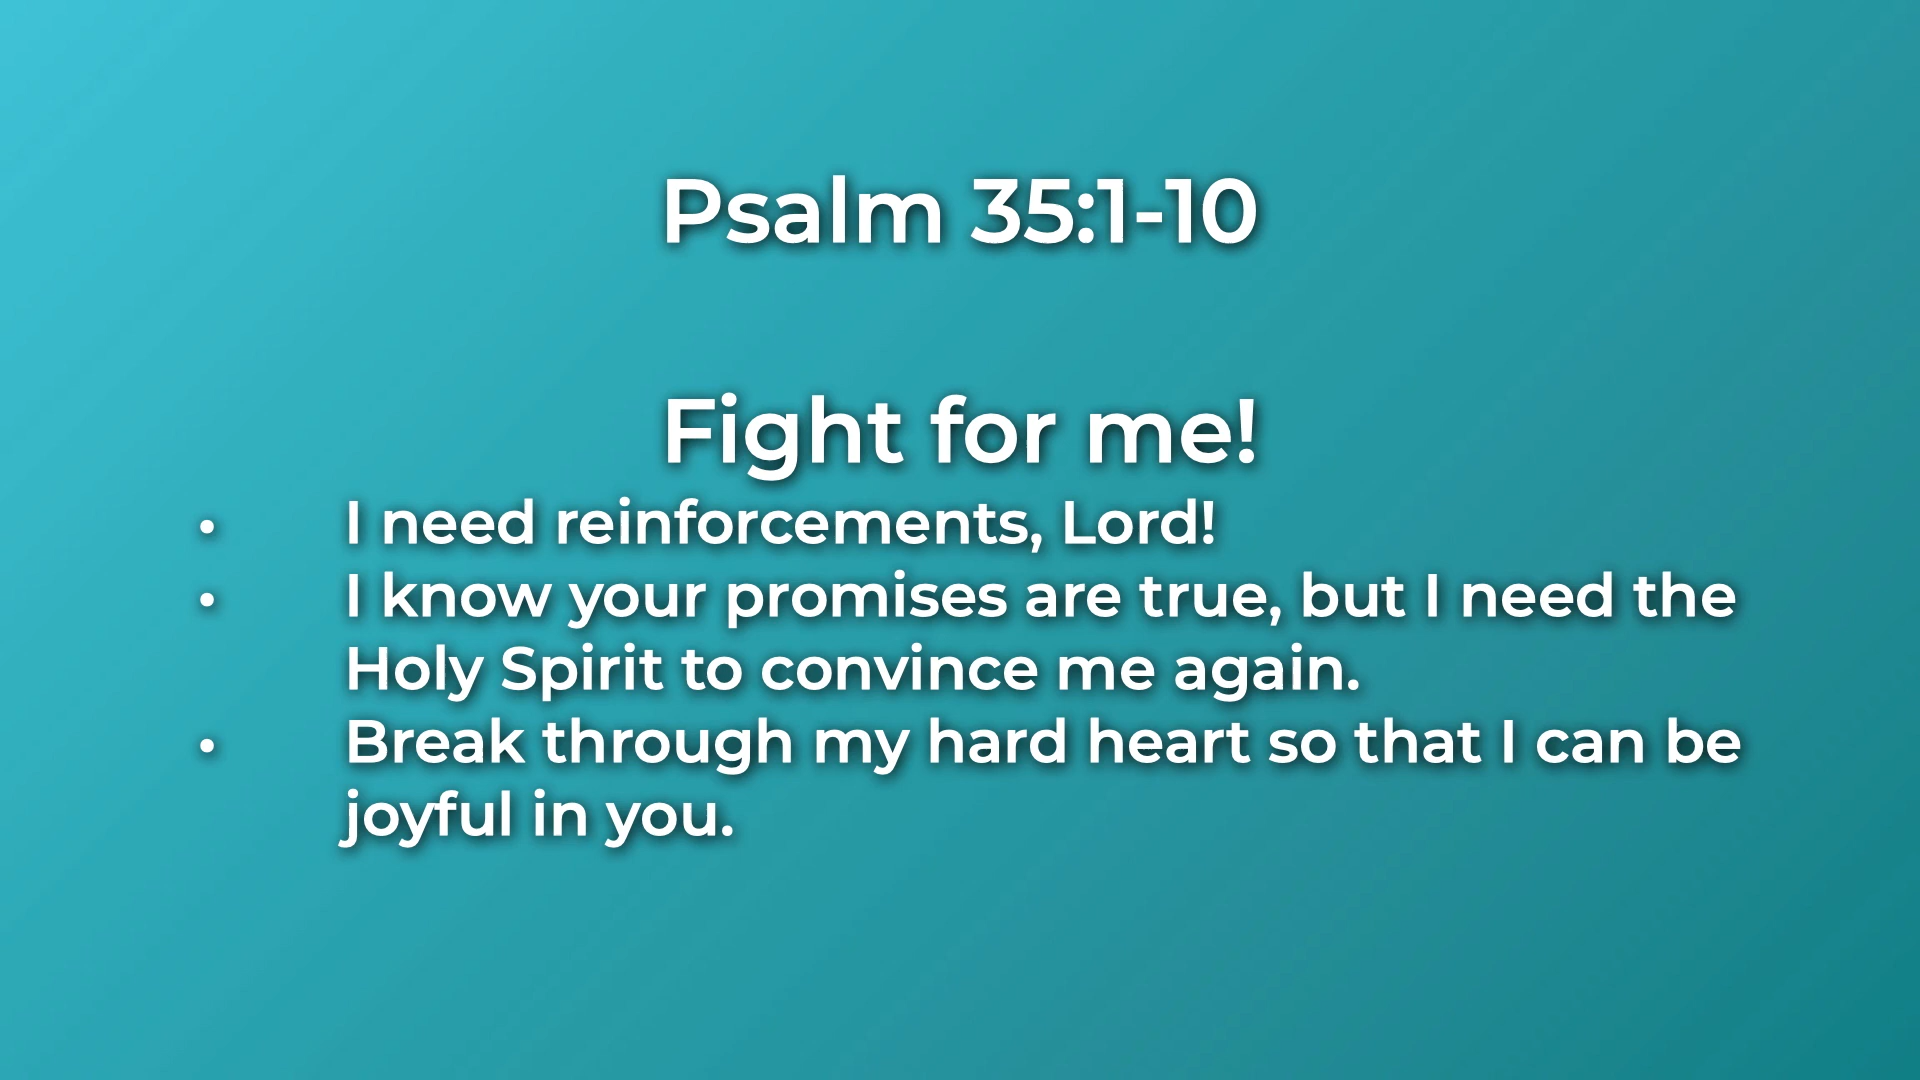 Psalm 35:1-10
Fight for me!
• I need reinforcements, Lord!
• I know your promises are true, but I need the
Holy Spirit to convince me again.
• Break through my hard heart so that I can be
joyful in you.